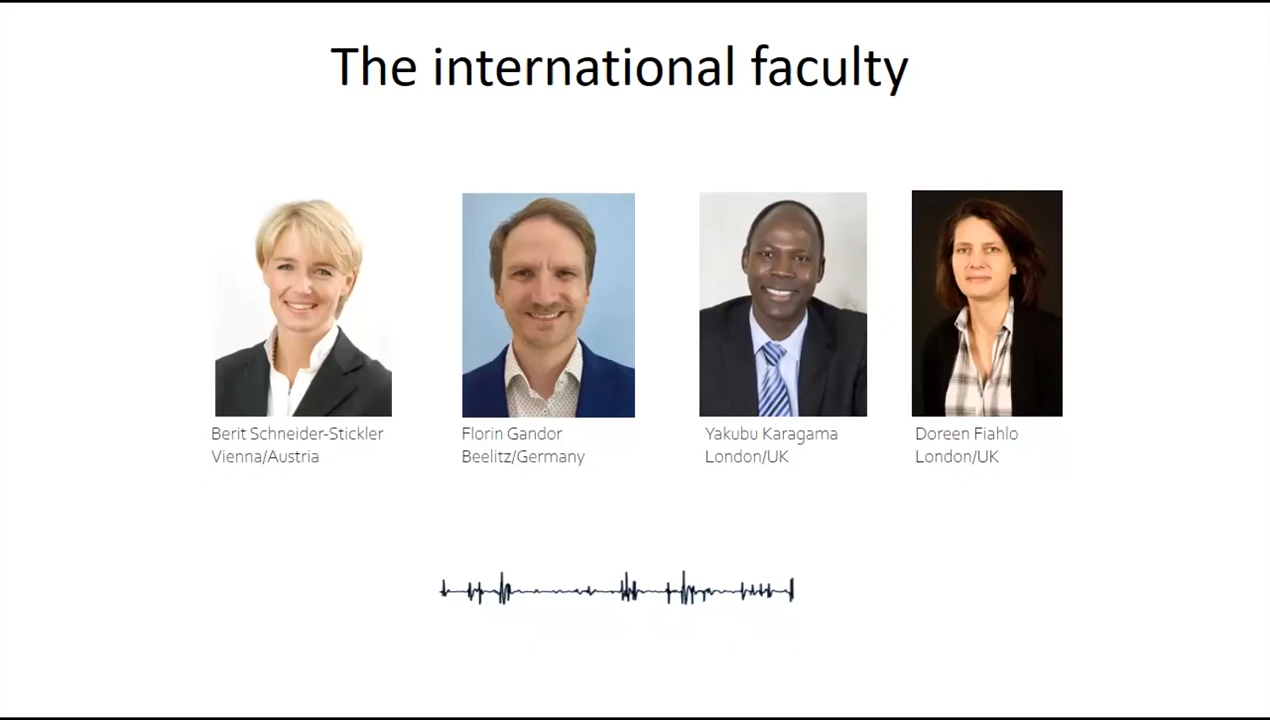 The international faculty
Berit Schneider-Stickler
Vienna/Austria
Florin Gandor
Beelitz/Germany
Yakubu Karagama
London/UK
Doreen Fiahlo
London/UK